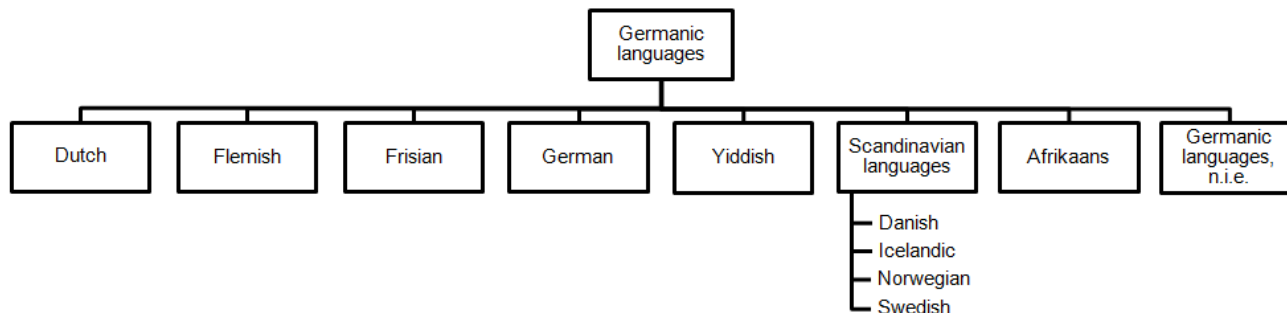 Germanic
languages
Dutch
Flemish
Frisian
German
Yiddish
Scandinavian
languages
Afrikaans
Germanic
languages,
n.i.e.
Danish
Icelandic
Norwegian
Swedish